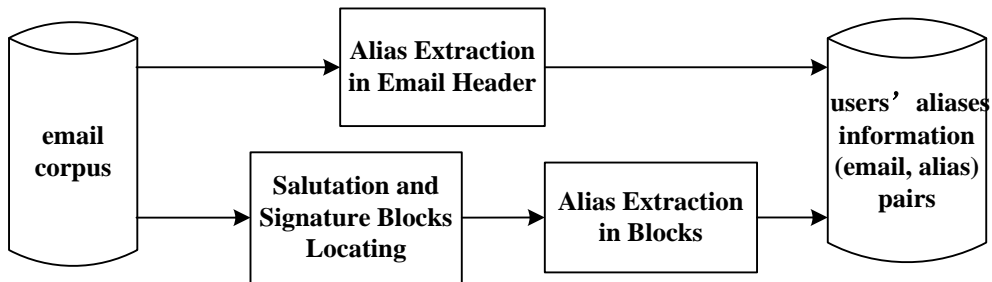 email
corpus
Alias Extraction
in Email Header
Salutation and
Signature Blocks
Locating
Alias Extraction
in Blocks
users’ aliases
information
(email, alias)
pairs